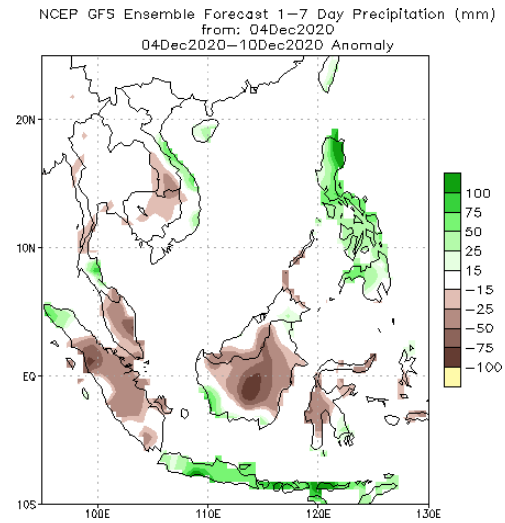 NCEP GFS Ensemble Forecast 1-7 Day Precipitation (mm)
from: 04Dec2020
04Dec2020-10Dec2020 Anomaly
20N
10N
EQ
10S
100E
110E
120E
130E
100
75
50
25
15
-15
-25
-50
-75
-100